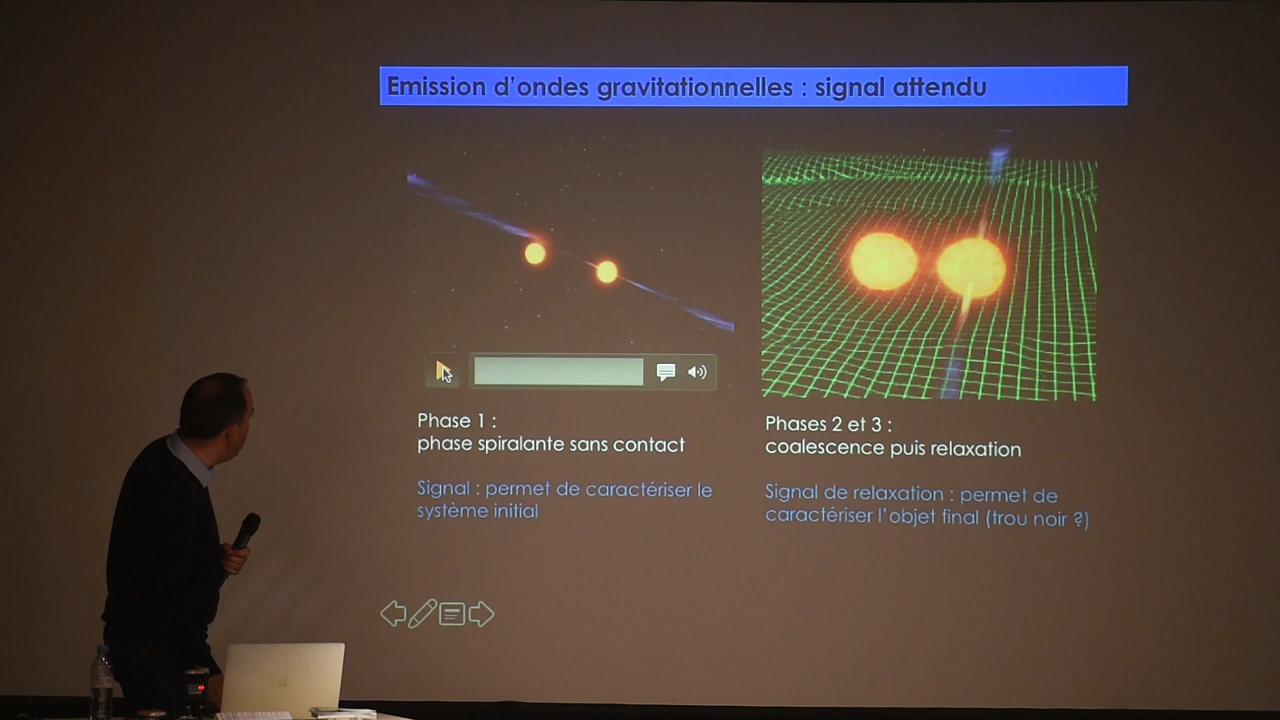 Emission d'ondes gravitationnelles : signal attendu
Phase 1 :
phase spiralante sans contact
Signal : permet de caractériser le
système initial
Phases 2 et 3 :
coalescence puis relaxation
Signal de relaxation : permet de
caractériser l'objet final (trou noir ?)